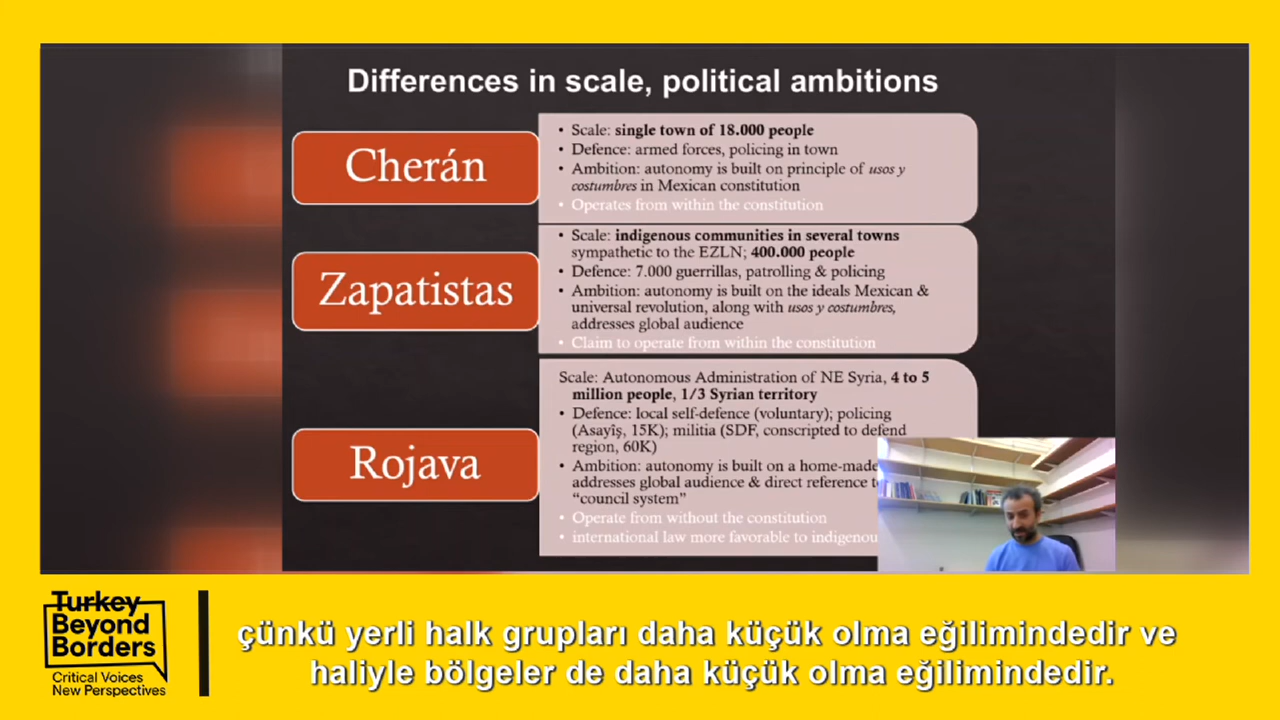 Differences in scale, political ambitions
Cherán
• Scale: single town of 18.000 people
• Defence: armed forces, policing in town
• Ambition: autonomy is built on principle of usos y
costumbres in Mexican constitution
• Operates from within the constitution
Zapatistas
• Scale: indigenous communities in several towns
sympathetic to the EZLN; 400.000 people
• Defence: 7.000 guerrillas, patrolling & policing
• Ambition: autonomy is built on the ideals Mexican &
universal revolution, along with usos y costumbres,
addresses global audience
• Claim to operate from within the constitution
Rojava
Scale: Autonomous Administration of NE Syria, 4 to 5
million people, 1/3 Syrian territory
• Defence: local self-defence (voluntary); policing
(Asayîş, 15K); militia (SDF, conscripted to defend
region, 60K)
• Ambition: autonomy is built on a home-made
addresses global audience & direct reference
"council system"
• Operate from without the constitution
• international law more favorable to
Turkey
Beyond
Borders
Critical Voices
New Perspectives
çünkü yerli halk grupları daha küçük olma eğilimindedir ve
haliyle bölgeler de daha küçük olma eğilimindedir.